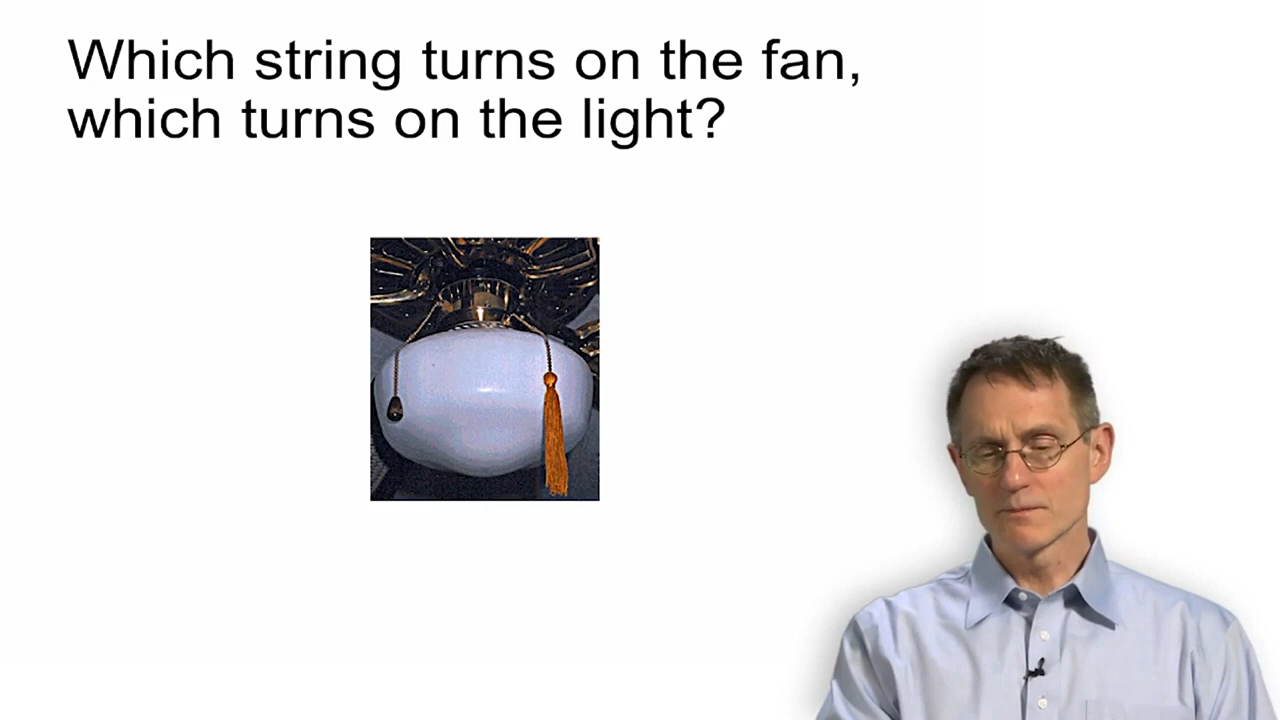 Which string turns on the fan,
which turns on the light?